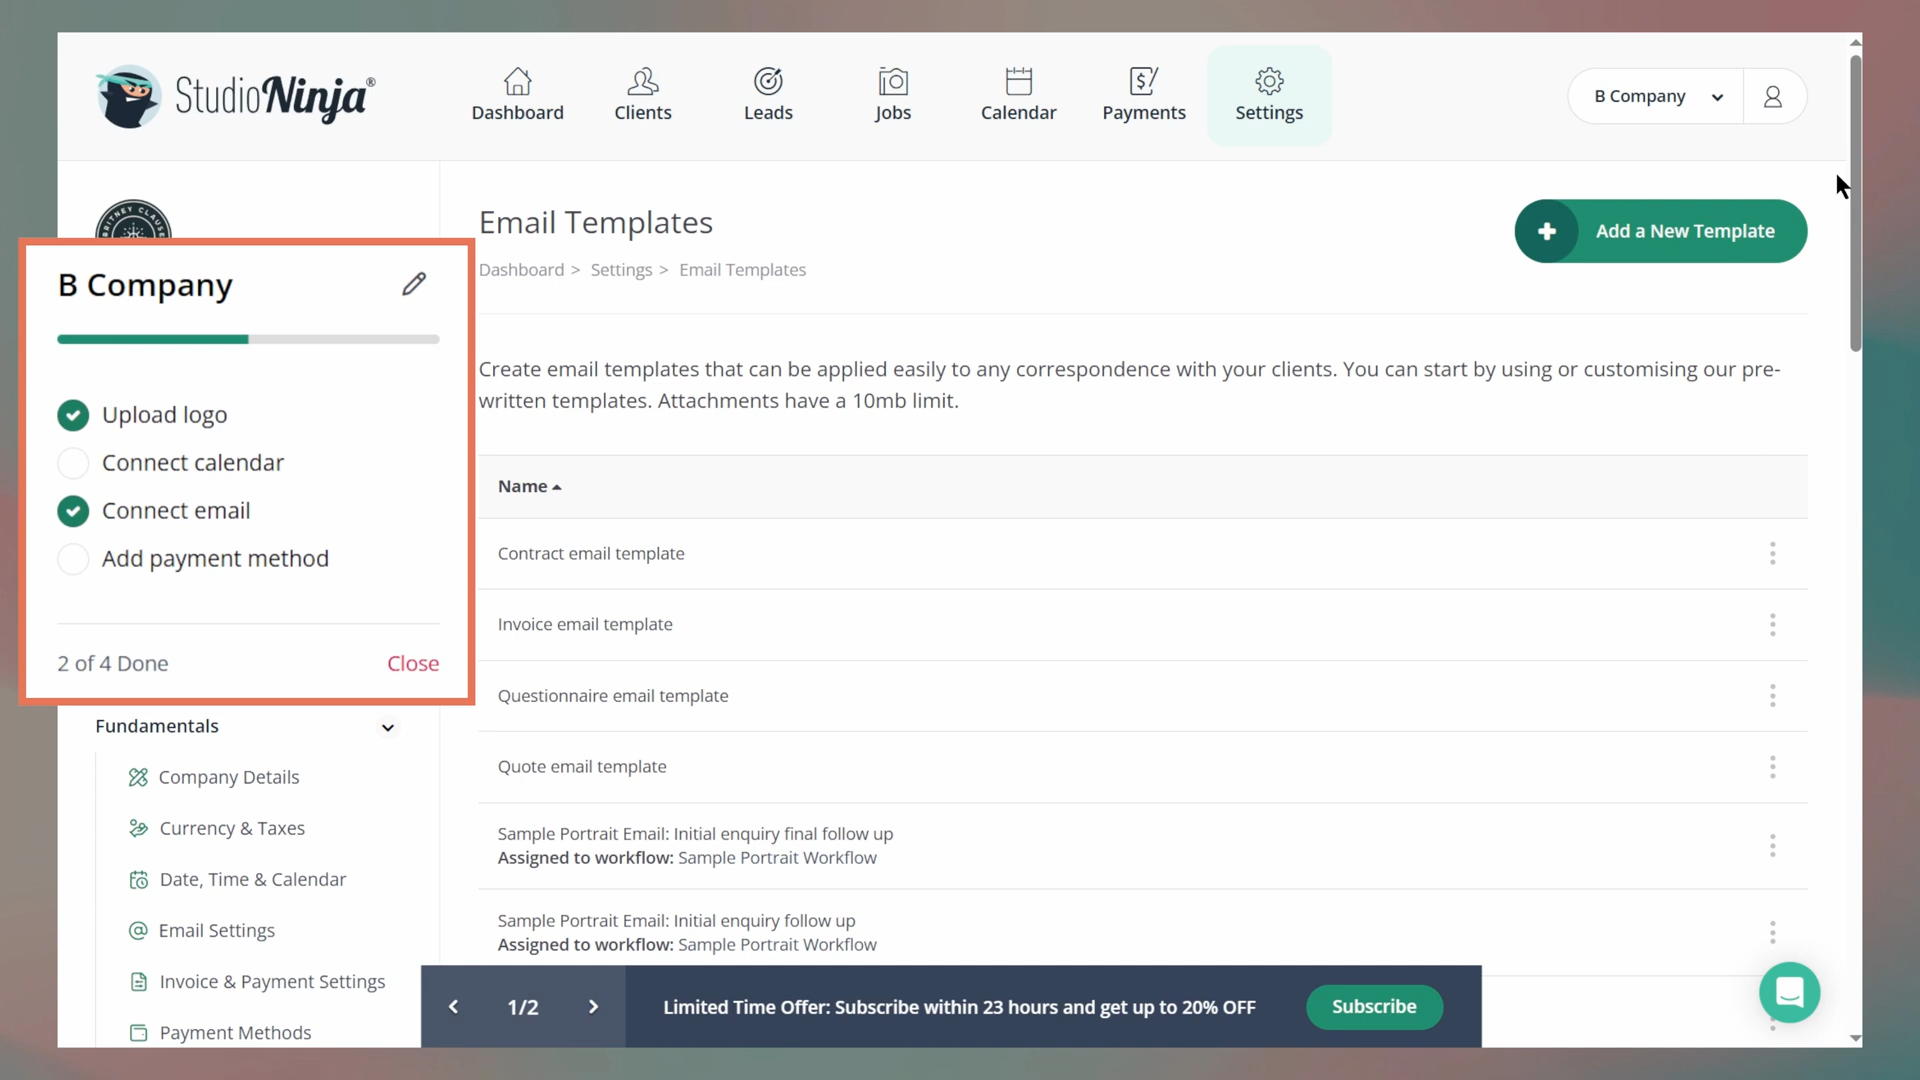 StudioNinja®
Dashboard
Clients
Leads
Jobs
Calendar
Payments
Settings
B Company
BRITNEY CLAUSE
Email Templates
Add a New Template
Dashboard > Settings > Email Templates
B Company
Upload logo
Connect calendar
Connect email
Add payment method
2 of 4 Done
Close
Create email templates that can be applied easily to any correspondence with your clients. You can start by using or customising our pre-
written templates. Attachments have a 10mb limit.
Name
Contract email template
Invoice email template
Questionnaire email template
Quote email template
Sample Portrait Email: Initial enquiry final follow up
Assigned to workflow: Sample Portrait Workflow
Sample Portrait Email: Initial enquiry follow up
Assigned to workflow: Sample Portrait Workflow
Fundamentals
Company Details
Currency & Taxes
Date, Time & Calendar
Email Settings
Invoice & Payment Settings
Payment Methods
1/2
Limited Time Offer: Subscribe within 23 hours and get up to 20% OFF
Subscribe